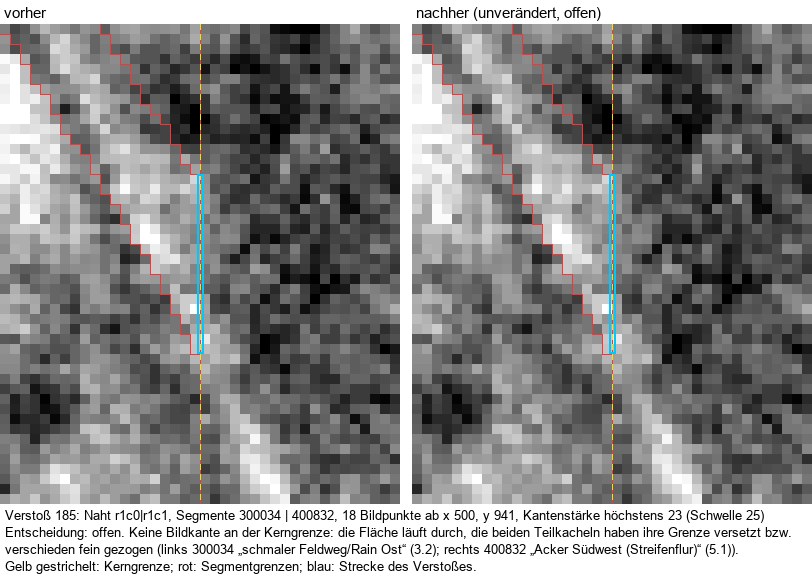 vorher
nachher (unverändert, offen)
Verstoß 185: Naht r1c0|r1c1, Segmente 300034 | 400832, 18 Bildpunkte ab x 500, y 941, Kantenstärke höchstens 23 (Schwelle 25)
Entscheidung: offen. Keine Bildkante an der Kerngrenze: die Fläche läuft durch, die beiden Teilkacheln haben ihre Grenze versetzt bzw.
verschieden fein gezogen (links 300034 „schmaler Feldweg/Rain Ost“ (3.2); rechts 400832 „Acker Südwest (Streifenflur)“ (5.1)).
Gelb gestrichelt: Kerngrenze; rot: Segmentgrenzen; blau: Strecke des Verstoßes.